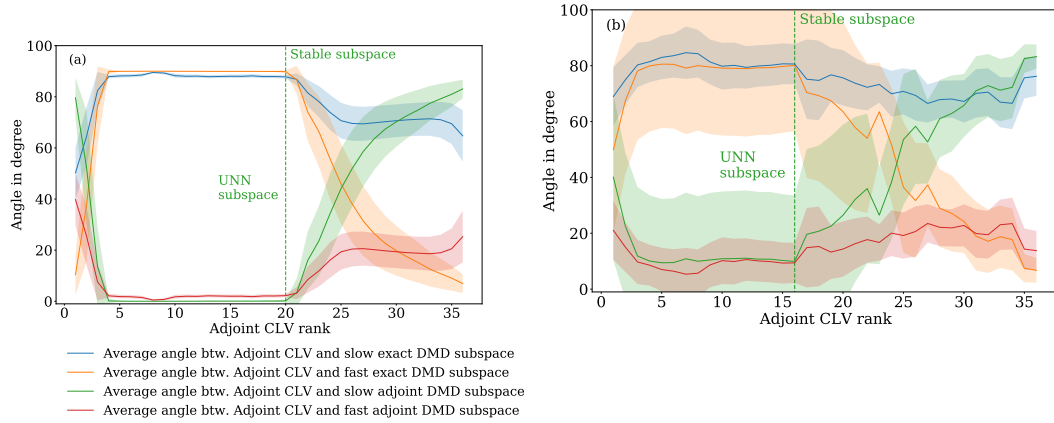 (a)
Stable subspace
UNN
subspace
Angle in degree
100
80
60
40
20
0
0 5 10 15 20 25 30 35
Adjoint CLV rank
(b)
Stable subspace
UNN
subspace
Angle in degree
100
80
60
40
20
0
0 5 10 15 20 25 30 35
Adjoint CLV rank
Average angle btw. Adjoint CLV and slow exact DMD subspace
Average angle btw. Adjoint CLV and fast exact DMD subspace
Average angle btw. Adjoint CLV and slow adjoint DMD subspace
Average angle btw. Adjoint CLV and fast adjoint DMD subspace